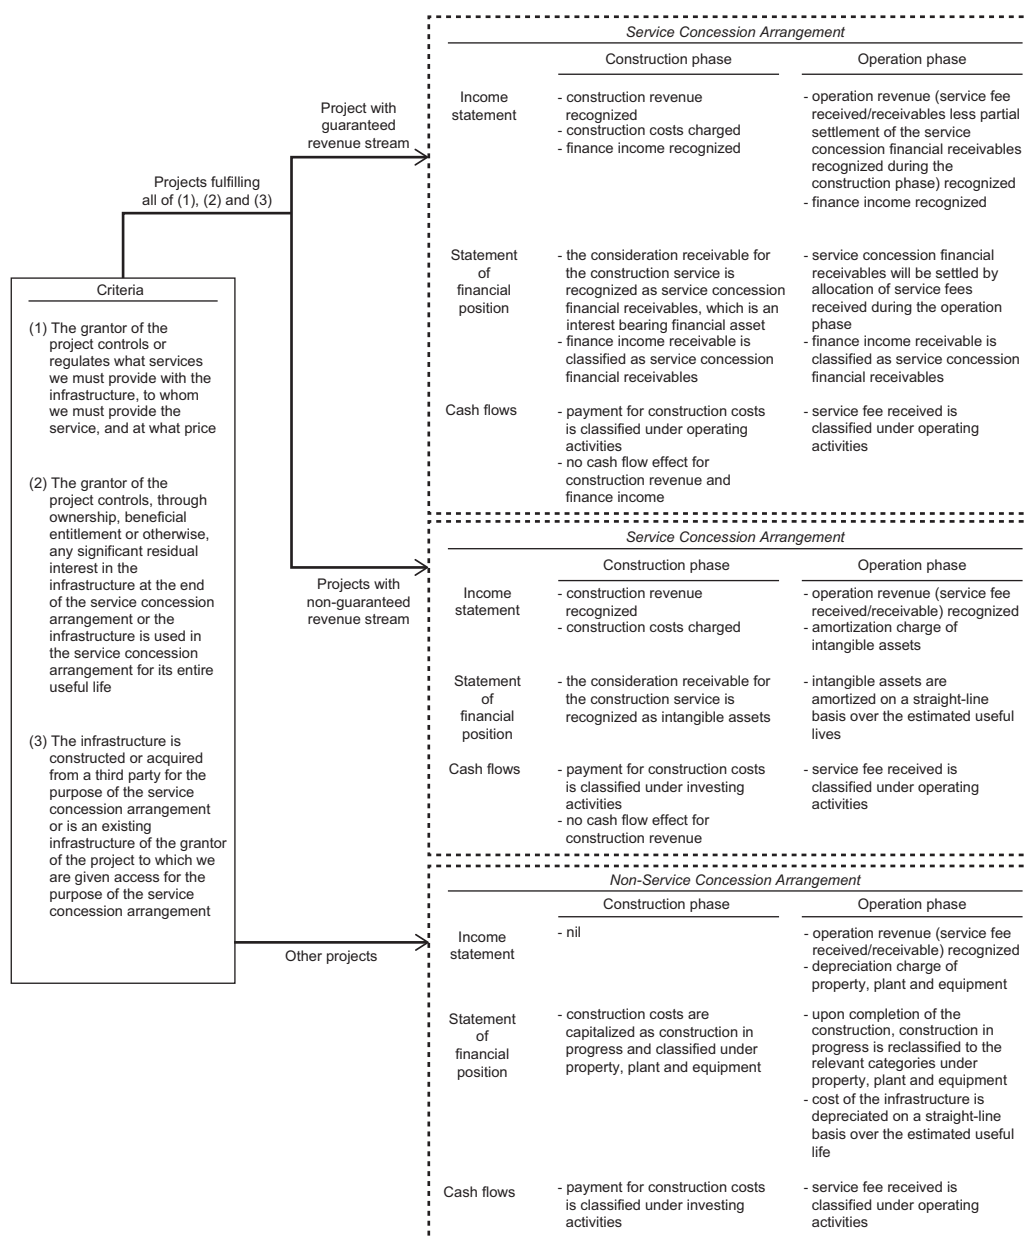 Criteria
(1) The grantor of the
project controls or
regulates what services
we must provide with the
infrastructure, to whom
we must provide the
service, and at what price
(2) The grantor of the
project controls, through
ownership, beneficial
entitlement or otherwise,
any significant residual
interest in the
infrastructure at the end
of the service concession
arrangement or the
infrastructure is used in
the service concession
arrangement for its entire
useful life
(3) The infrastructure is
constructed or acquired
from a third party for the
purpose of the service
concession arrangement
or is an existing
infrastructure of the grantor
of the project to which we
are given access for the
purpose of the service
concession arrangement
Projects fulfilling
all of (1), (2) and (3)
Project with
guaranteed
revenue stream
Service Concession Arrangement
Construction phase
Operation phase
Income
statement
- construction revenue
recognized
- construction costs charged
- finance income recognized
- operation revenue (service fee
received/receivables less partial
settlement of the service
concession financial receivables
recognized during the
construction phase) recognized
- finance income recognized
Statement
of
financial
position
- the consideration receivable for
the construction service is
recognized as service concession
financial receivables, which is an
interest bearing financial asset
- finance income receivable is
classified as service concession
financial receivables
- service concession financial
receivables will be settled by
allocation of service fees
received during the operation
phase
- finance income receivable is
classified as service concession
financial receivables
Cash flows
- payment for construction costs
is classified under operating
activities
- no cash flow effect for
construction revenue and
finance income
- service fee received is
classified under operating
activities
Projects with
non-guaranteed
revenue stream
Service Concession Arrangement
Construction phase
Operation phase
Income
statement
- construction revenue
recognized
- construction costs charged
- operation revenue (service fee
received/receivable) recognized
- amortization charge of
intangible assets
Statement
of
financial
position
- the consideration receivable for
the construction service is
recognized as intangible assets
- intangible assets are
amortized on a straight-line
basis over the estimated useful
lives
Cash flows
- payment for construction costs
is classified under investing
activities
- no cash flow effect for
construction revenue
- service fee received is
classified under operating
activities
Other projects
Non-Service Concession Arrangement
Construction phase
Operation phase
Income
statement
- nil
- operation revenue (service fee
received/receivable) recognized
- depreciation charge of
property, plant and equipment
Statement
of
financial
position
- construction costs are
capitalized as construction in
progress and classified under
property, plant and equipment
- upon completion of the
construction, construction in
progress is reclassified to the
relevant categories under
property, plant and equipment
- cost of the infrastructure is
depreciated on a straight-line
basis over the estimated useful
life
Cash flows
- payment for construction costs
is classified under investing
activities
- service fee received is
classified under operating
activities